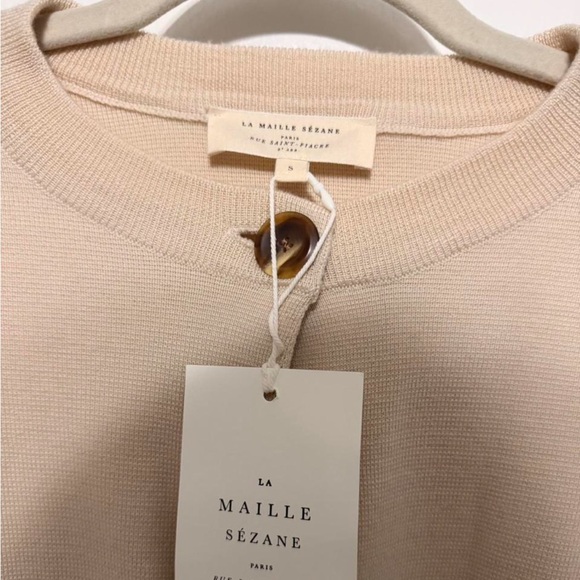 LA MAILLE SÉZANE
PARIS
RUE SAINT-FIACRE
S
LA
MAILLE
SÉZANE
PARIS